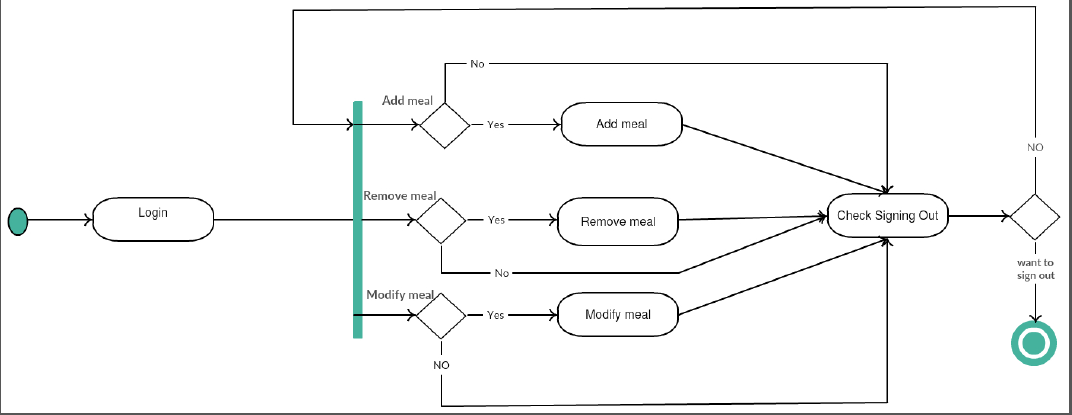 No
Add meal
Yes
Add meal
NO
Remove meal
Login
Yes
Remove meal
Check Signing Out
No
want to
sign out
Modify meal
Yes
Modify meal
NO